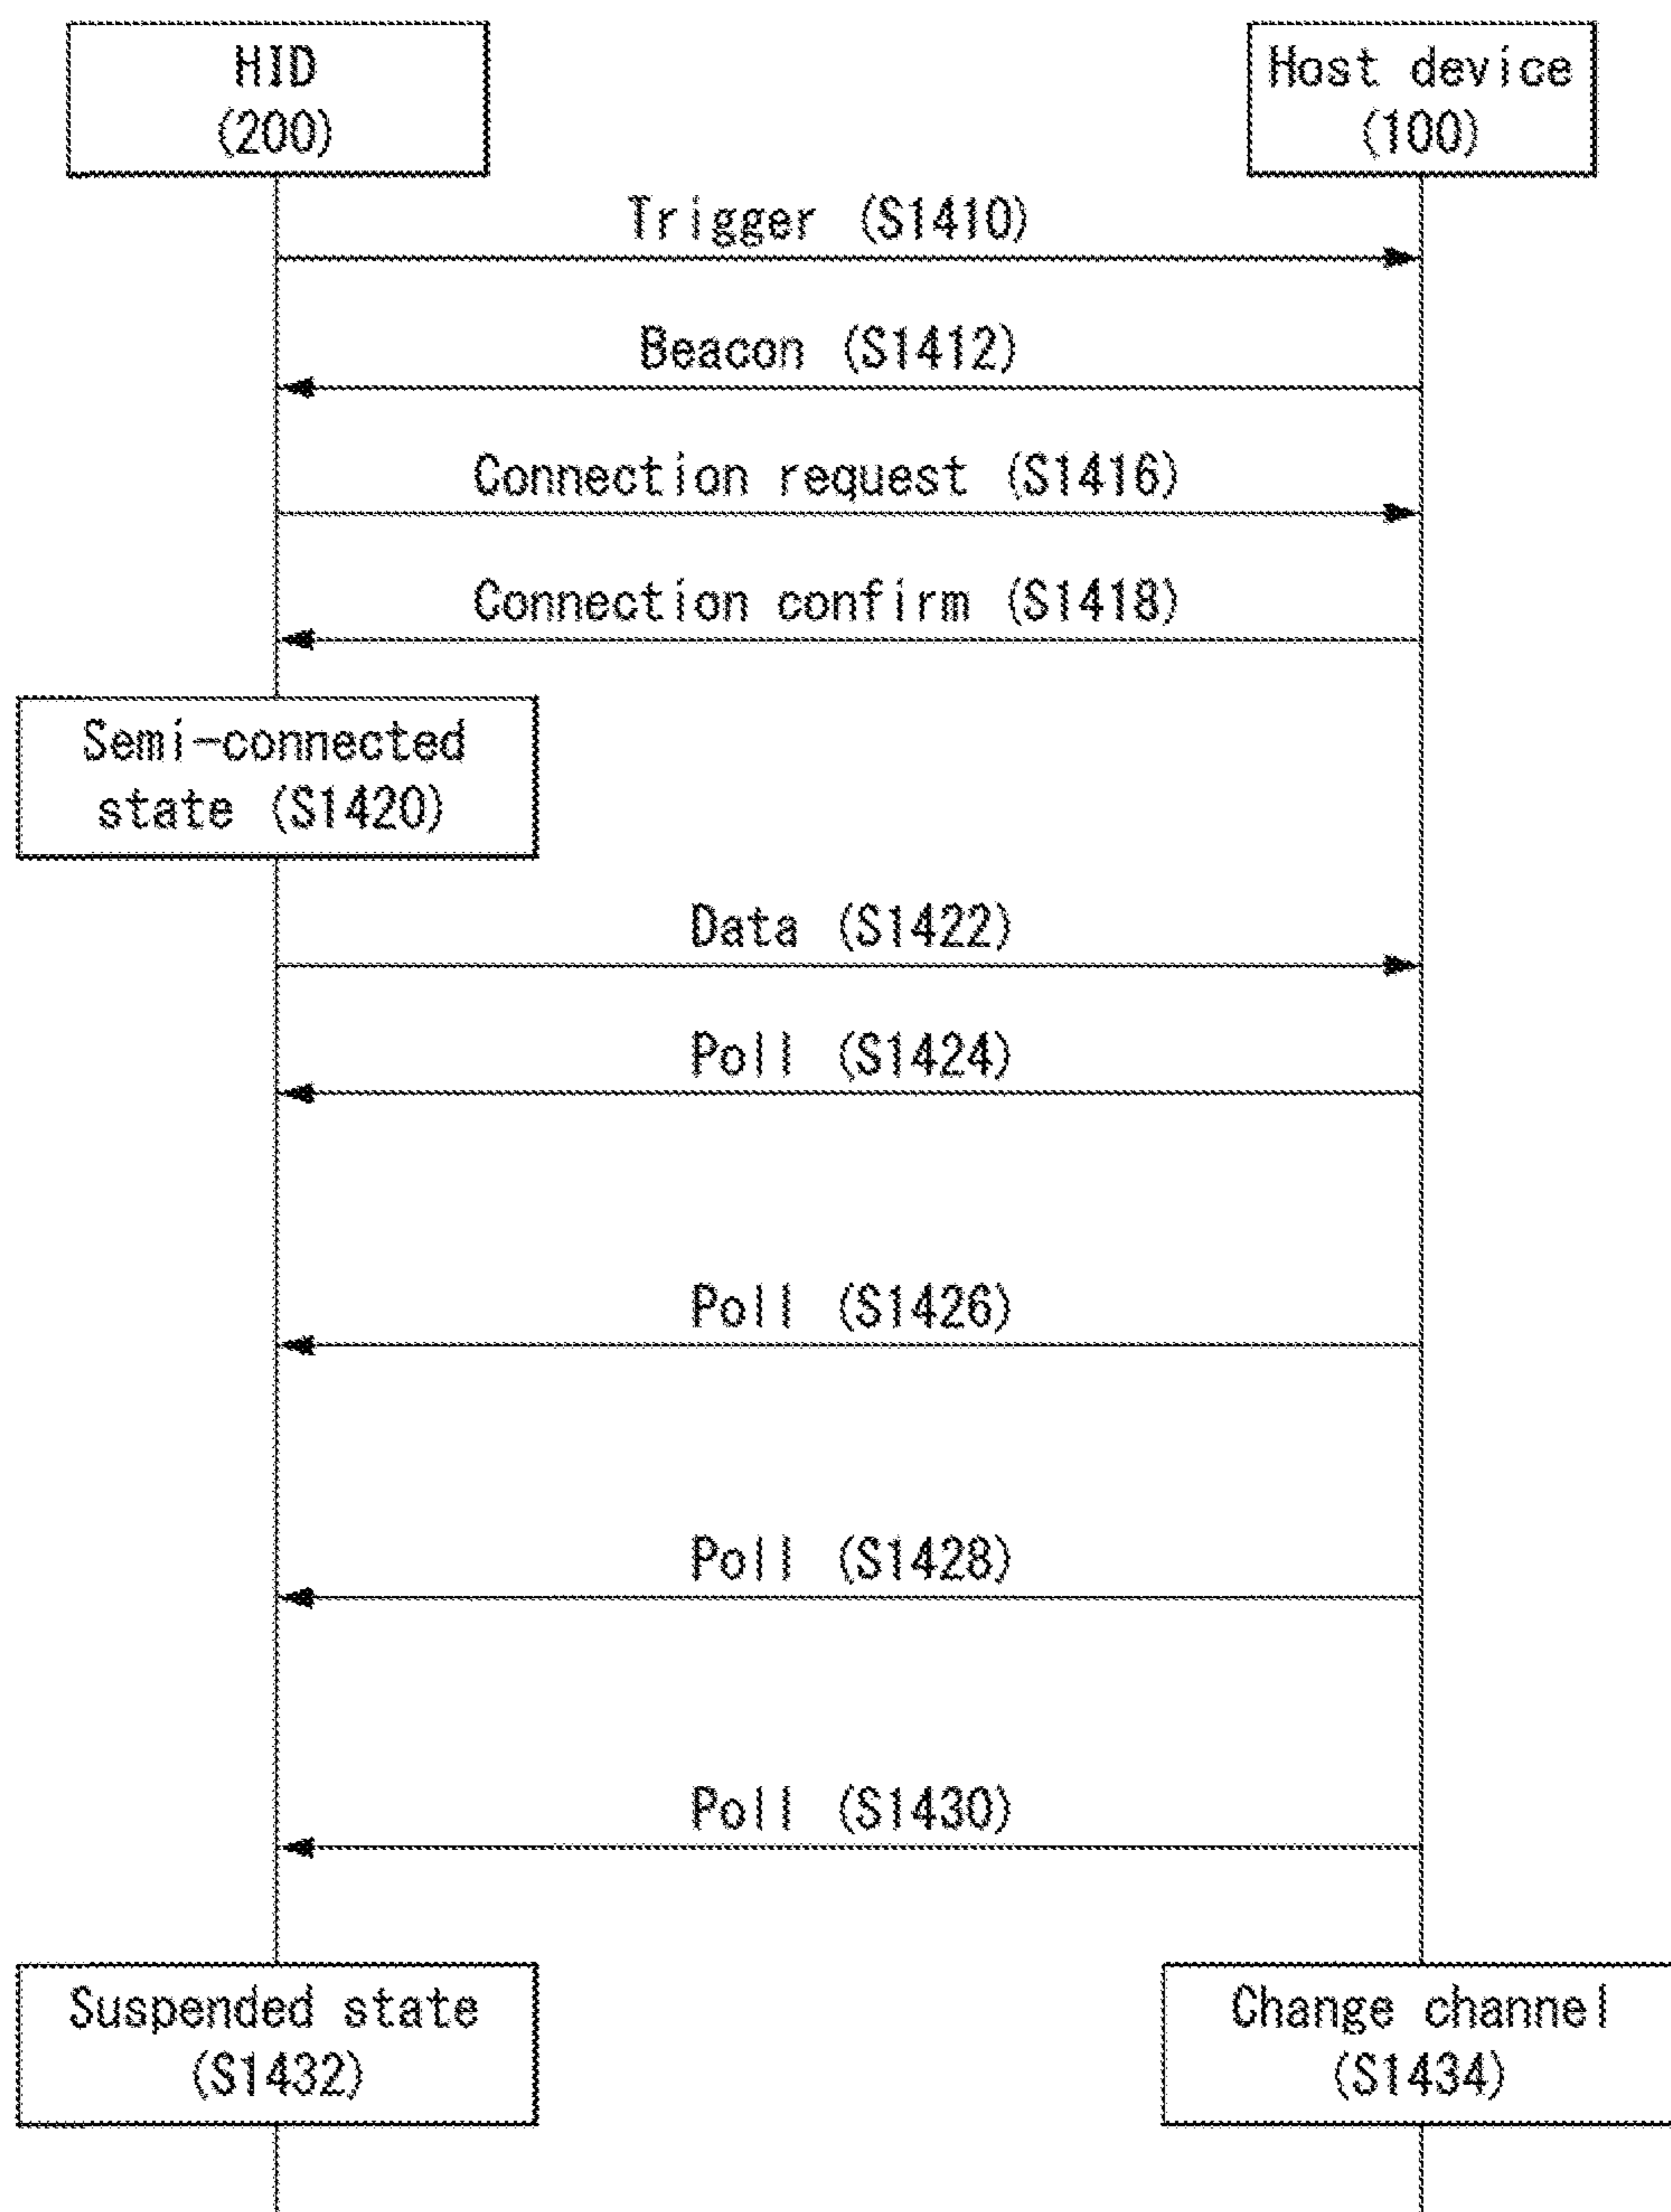 HID
(200)
Host device
(100)
Trigger (S1410)
Beacon (S1412)
Connection request (S1416)
Connection confirm (S1418)
Semi-connected
state (S1420)
Data (S1422)
Poll (S1424)
Poll (S1426)
Poll (S1428)
Poll (S1430)
Suspended state
(S1432)
Change channel
(S1434)